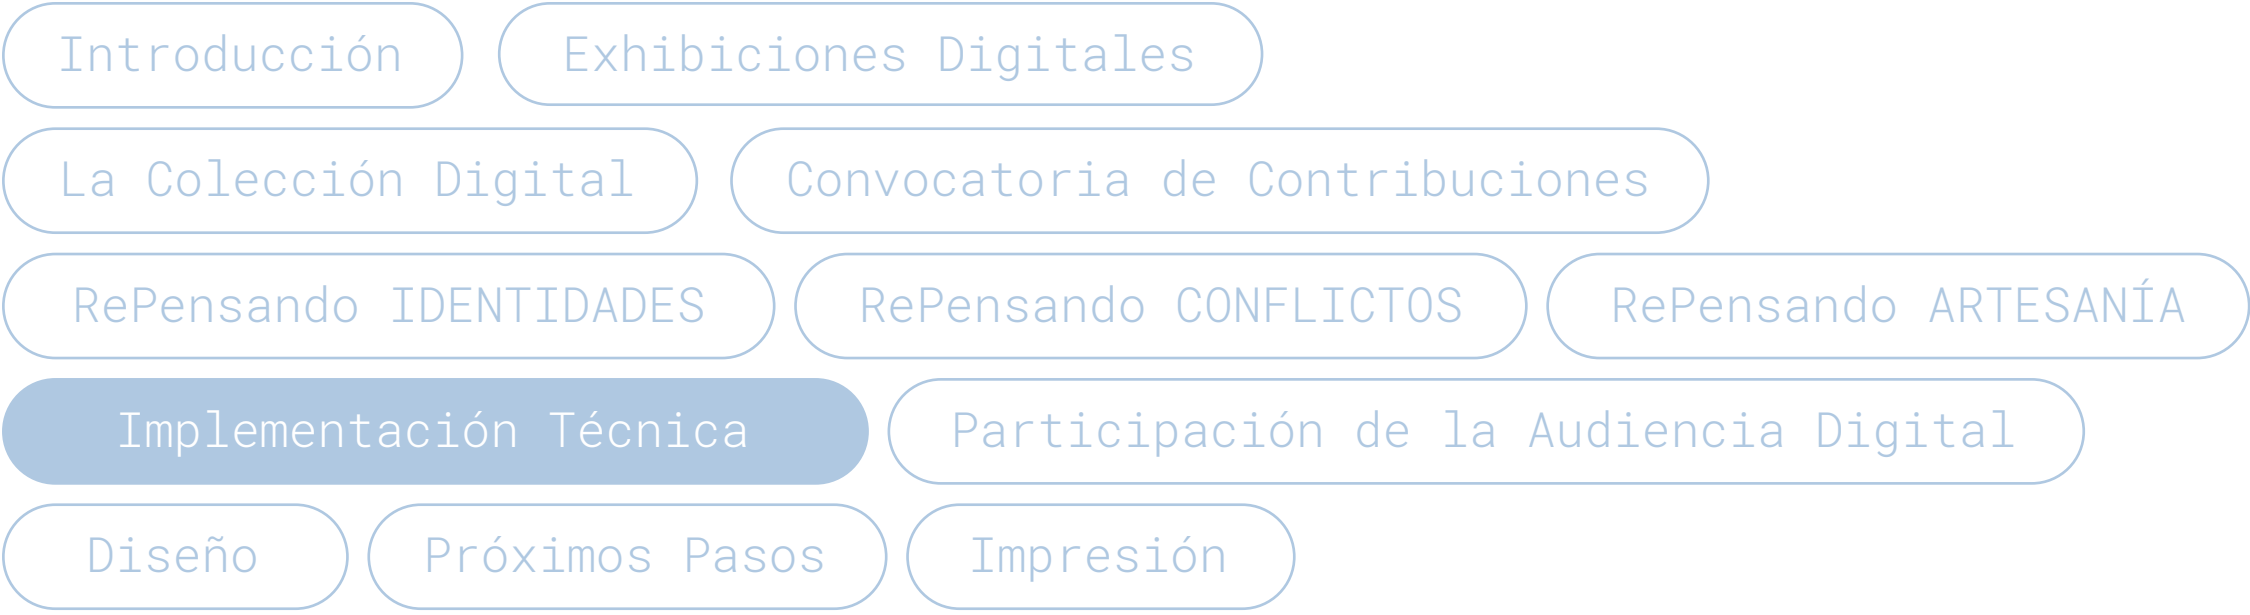 Introducción Exhibiciones Digitales
La Colección Digital Convocatoria de Contribuciones
RePensando IDENTIDADES RePensando CONFLICTOS RePensando ARTESANÍA
Implementación Técnica Participación de la Audiencia Digital
Diseño Próximos Pasos Impresión